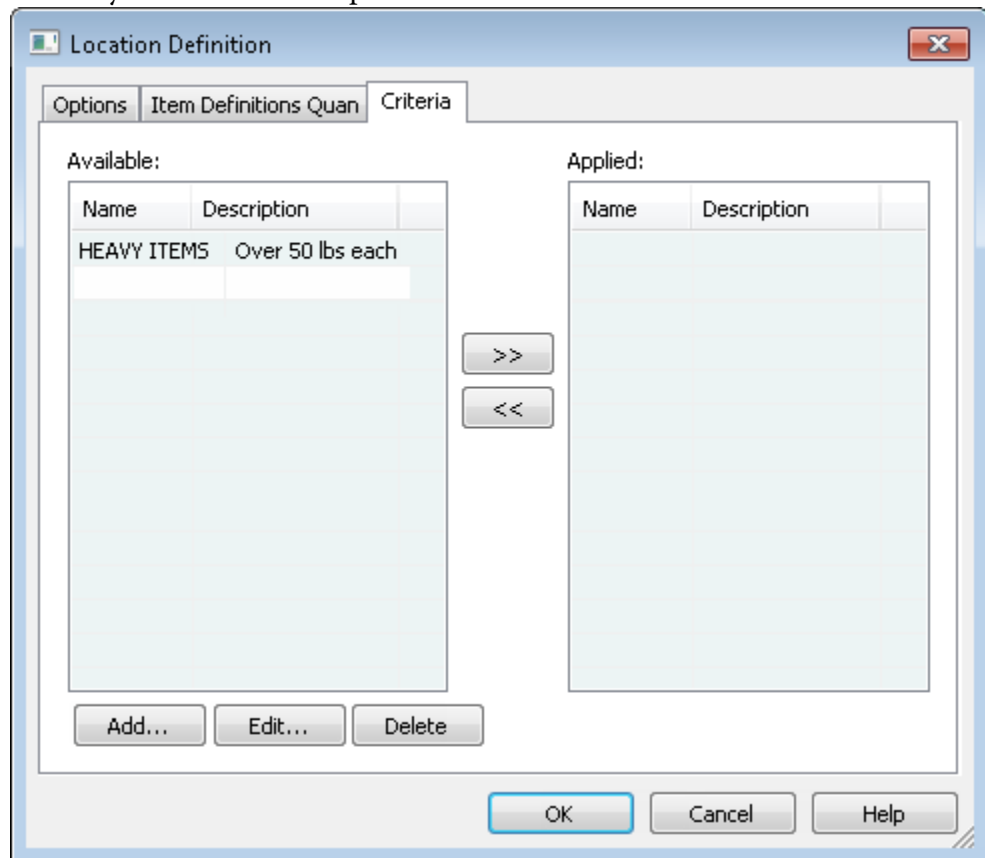 Location Definition
Options Item Definitions Quan Criteria
Available: Applied:
Name Description Name Description
HEAVY ITEMS Over 50 lbs each
>>
<<
Add... Edit... Delete
OK Cancel Help